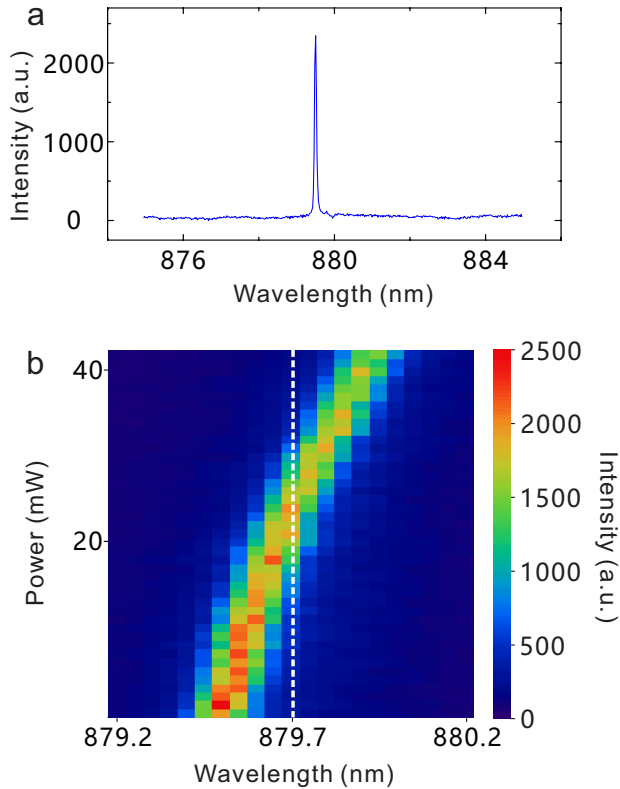 a
Intensity (a.u.)
2000
1000
0
876
880
884
Wavelength (nm)
b
Power (mW)
40
20
879.2
879.7
880.2
Wavelength (nm)
2500
2000
1500
1000
500
0
Intensity (a.u.)